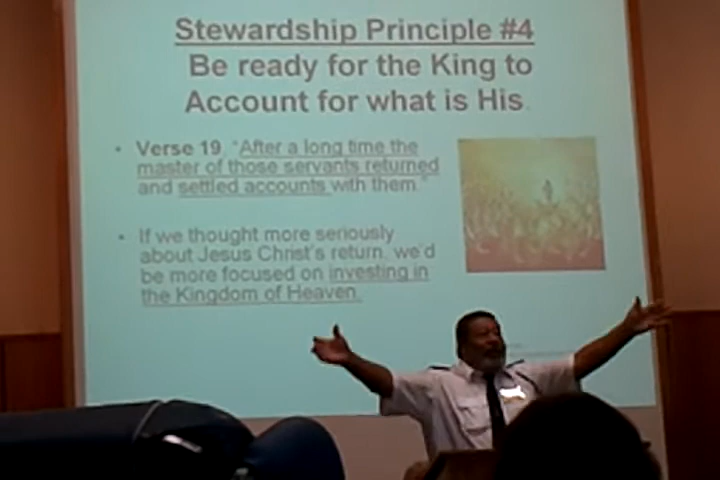 Stewardship Principle #4
Be ready for the King to
Account for what is His.
• Verse 19. "After a long time the
master of those servants returned
and settled accounts with them."
• If we thought more seriously
about Jesus Christ's return, we'd
be more focused on investing in
the Kingdom of Heaven.